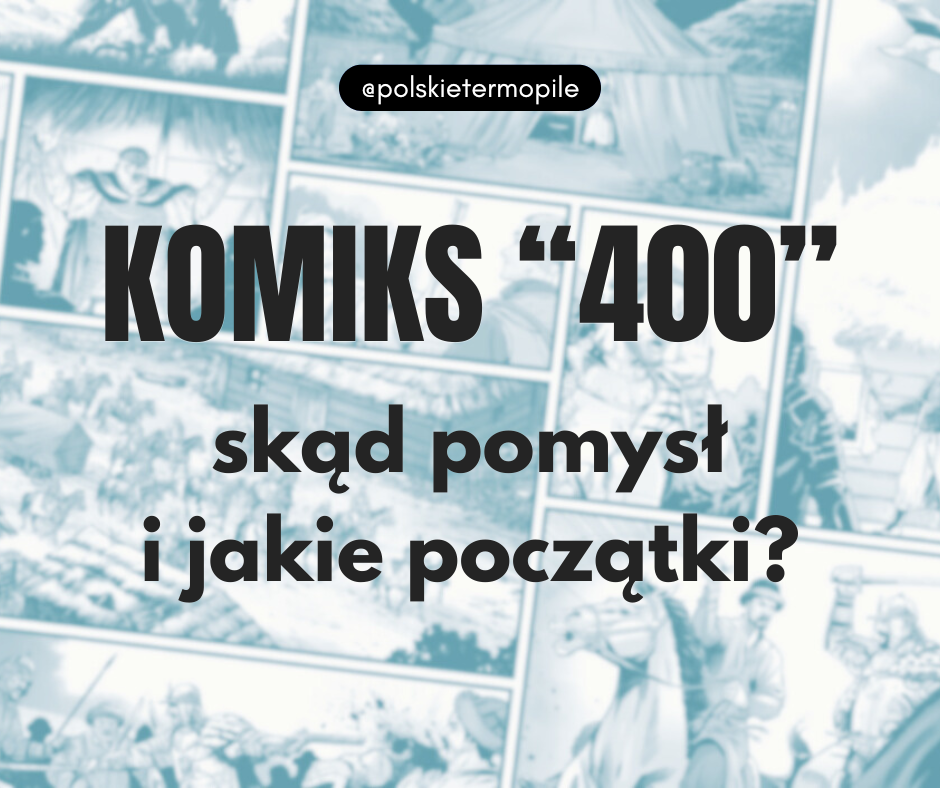 @polskietermopile
KOMIKS “400”
skąd pomysł
i jakie początki?